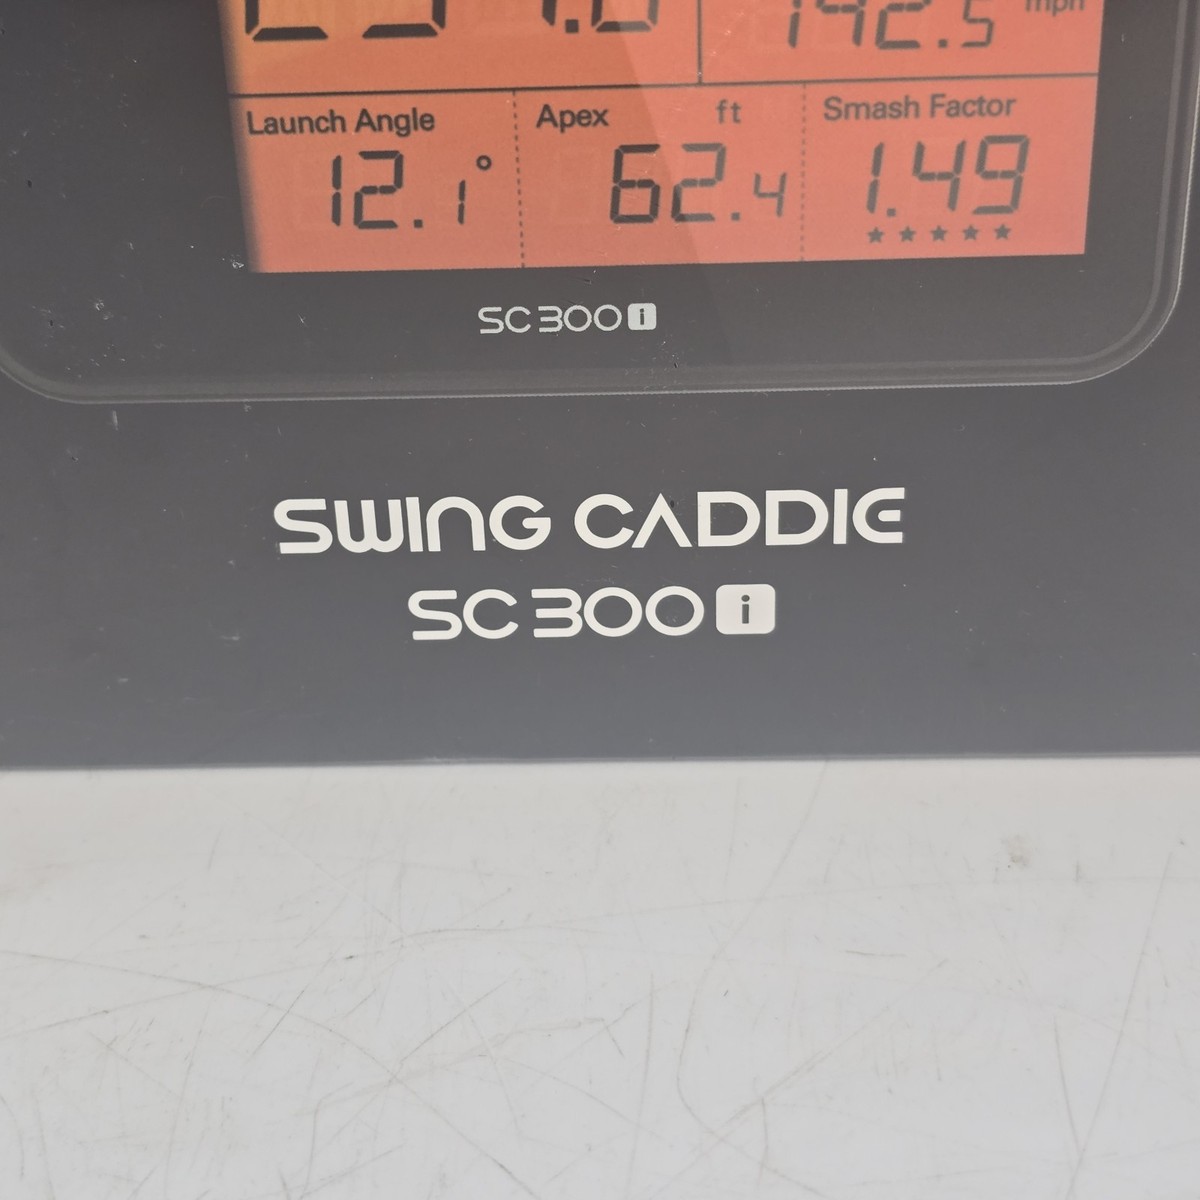 142.5 mph
Launch Angle Apex ft Smash Factor
12.1° 62.4 1.49
★★★★★
SC300i
SWING CADDIE
SC300i